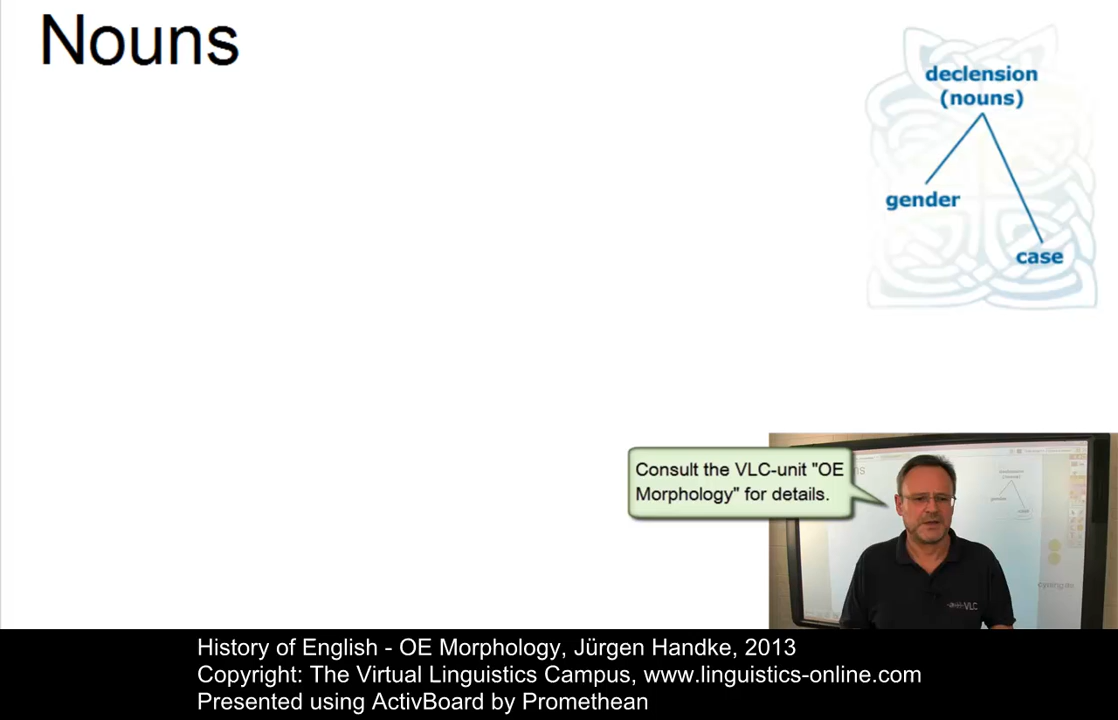 Nouns
declension
(nouns)
gender
case
Consult the VLC-unit "OE
Morphology" for details.
VLC
History of English - OE Morphology, Jürgen Handke, 2013
Copyright: The Virtual Linguistics Campus, www.linguistics-online.com
Presented using ActivBoard by Promethean